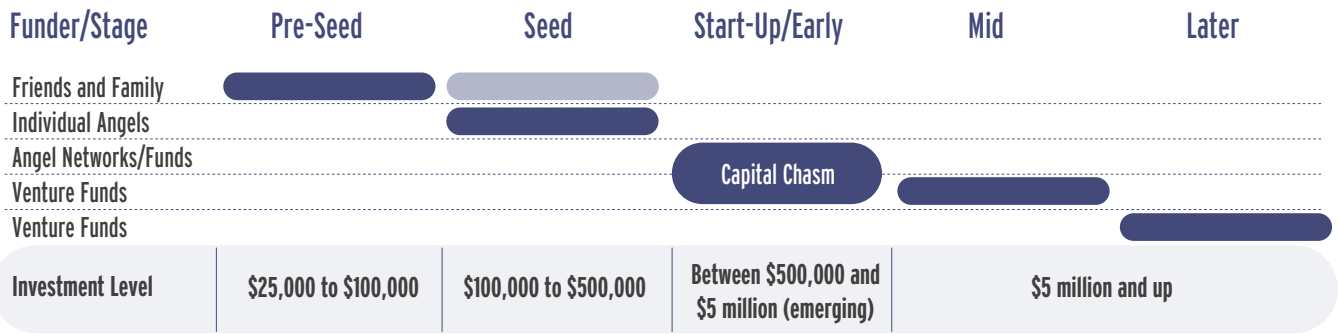 Funder/Stage Pre-Seed Seed Start-Up/Early Mid Later
Friends and Family
Individual Angels
Angel Networks/Funds
Capital Chasm
Venture Funds
Venture Funds
Investment Level $25,000 to $100,000 $100,000 to $500,000 Between $500,000 and $5 million (emerging) $5 million and up